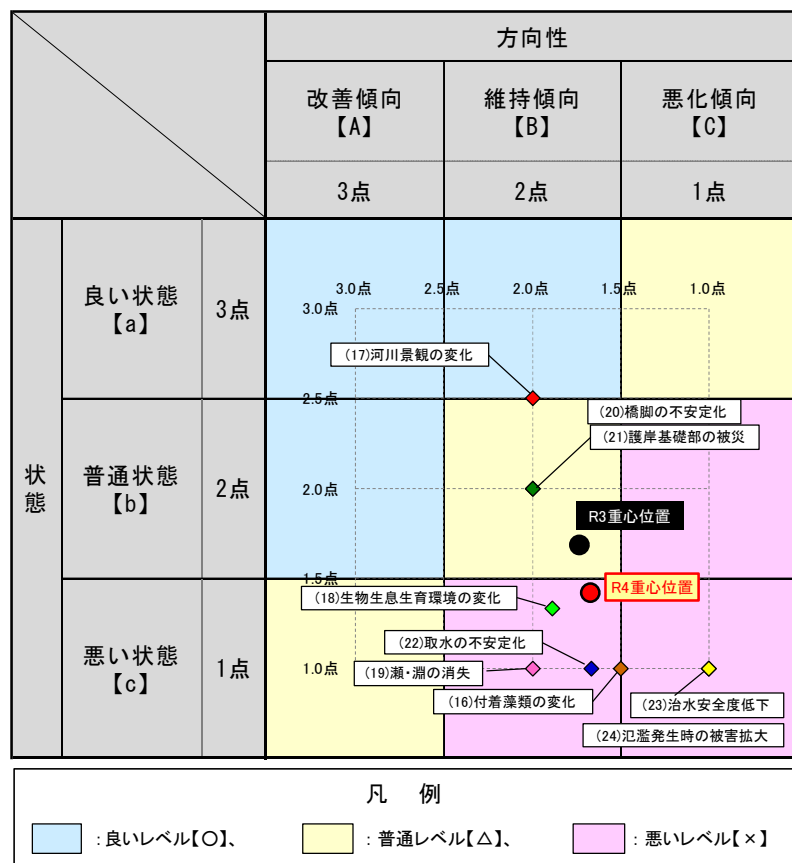 方向性
改善傾向
【A】
維持傾向
【B】
悪化傾向
【C】
3点
2点
1点
状態
良い状態
【a】
3点
普通状態
【b】
2点
悪い状態
【c】
1点
3.0点
2.5点
2.0点
1.5点
1.0点
3.0点
2.5点
2.0点
1.5点
1.0点
(17)河川景観の変化
(20)橋脚の不安定化
(21)護岸基礎部の被災
R3重心位置
R4重心位置
(18)生物生息生育環境の変化
(22)取水の不安定化
(19)瀬・淵の消失
(16)付着藻類の変化
(23)治水安全度低下
(24)氾濫発生時の被害拡大
凡 例
：良いレベル【〇】、
：普通レベル【△】、
：悪いレベル【×】